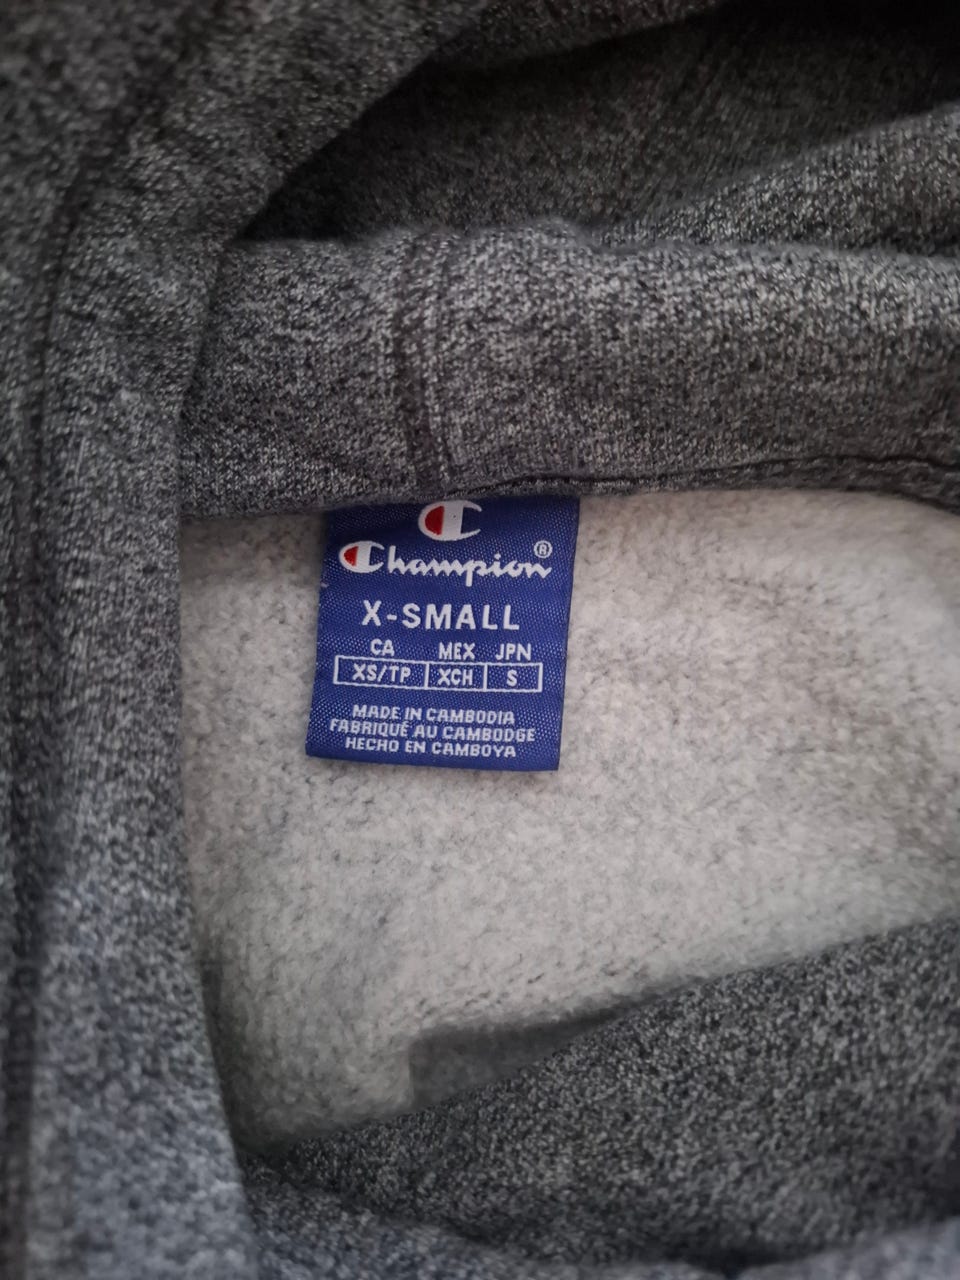 Champion®
X-SMALL
CA MEX JPN
XS/TP XCH S
MADE IN CAMBODIA
FABRIQUÉ AU CAMBODGE
HECHO EN CAMBOYA